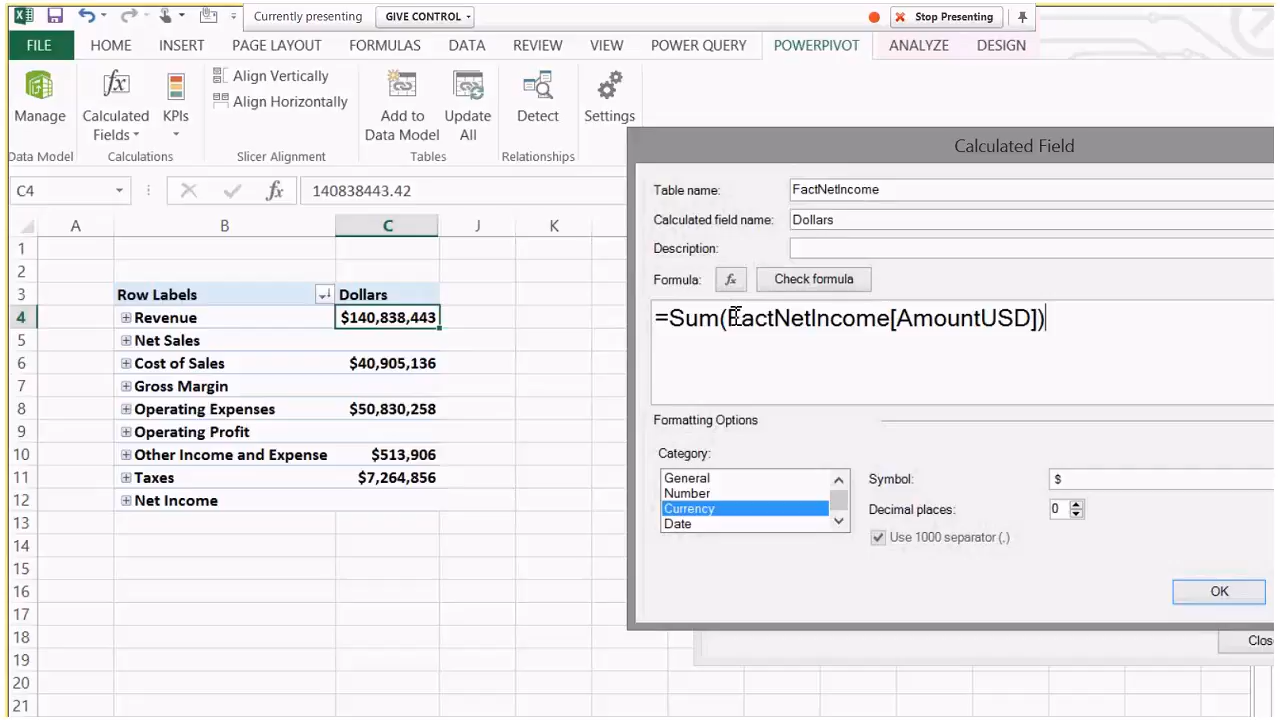 Currently presenting GIVE CONTROL Stop Presenting
FILE HOME INSERT PAGE LAYOUT FORMULAS DATA REVIEW VIEW POWER QUERY POWERPIVOT ANALYZE DESIGN
Manage
Data Model
fx
Calculated
Fields
KPIs
Calculations
Align Vertically
Align Horizontally
Slicer Alignment
Add to
Data Model
Update
All
Tables
Detect
Relationships
Settings
C4 fx 140838443.42
A B C J K
1
2
3 Row Labels Dollars
4 Revenue $140,838,443
5 Net Sales
6 Cost of Sales $40,905,136
7 Gross Margin
8 Operating Expenses $50,830,258
9 Operating Profit
10 Other Income and Expense $513,906
11 Taxes $7,264,856
12 Net Income
13
14
15
16
17
18
19
20
21
Calculated Field
Table name: FactNetIncome
Calculated field name: Dollars
Description:
Formula: fx Check formula
=Sum(FactNetIncome[AmountUSD])
Formatting Options
Category:
General
Number
Currency
Date
Symbol: $
Decimal places: 0
Use 1000 separator (,)
OK
Close